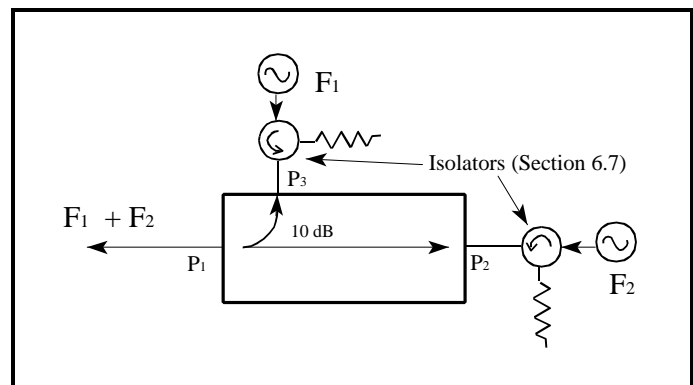 F1
Isolators (Section 6.7)
P3
F1 + F2
10 dB
P1
P2
F2